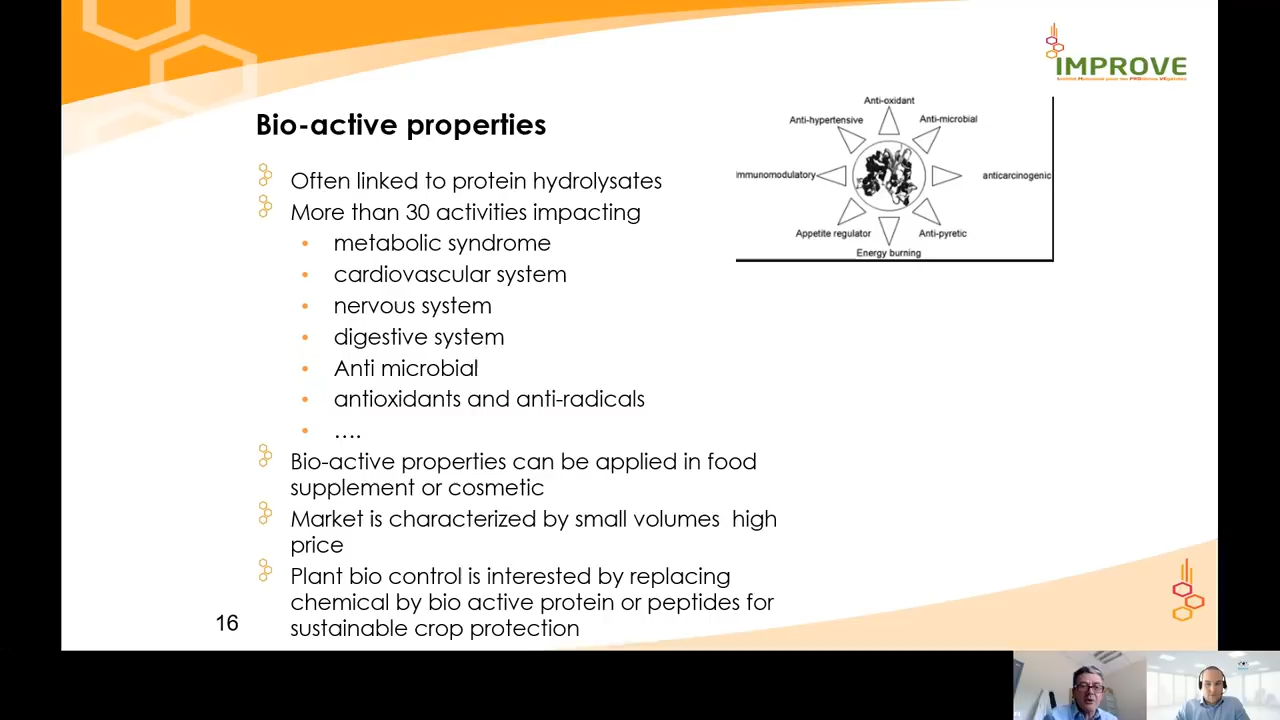 IMPROVE
Bio-active properties
Anti-oxidant
Anti-hypertensive
Anti-microbial
Immunomodulatory
anticarcinogenic
Appetite regulator
Anti-pyretic
Energy burning
Often linked to protein hydrolysates
More than 30 activities impacting
• metabolic syndrome
• cardiovascular system
• nervous system
• digestive system
• Anti microbial
• antioxidants and anti-radicals
• ….
Bio-active properties can be applied in food
supplement or cosmetic
Market is characterized by small volumes high
price
Plant bio control is interested by replacing
chemical by bio active protein or peptides for
sustainable crop protection
16